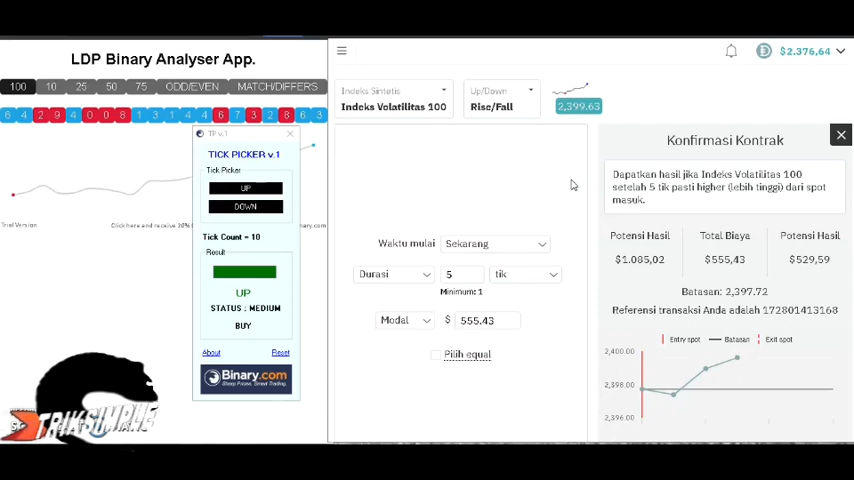 LDP Binary Analyser App.
100 10 25 50 75 ODD/EVEN MATCH/DIFFERS
6 4 2 9 4 0 0 8 1 3 1 4 4 6 7 3 2 8 6 3
Trial Version
Click here and receive 20%
.com
TP v.1
TICK PICKER v.1
Tick Picker
UP
DOWN
Tick Count = 10
Result
UP
STATUS : MEDIUM
BUY
About Reset
Binary.com
TRIKSIMPLE
$2.376,64
Indeks Sintetis
Indeks Volatilitas 100
Up/Down
Rise/Fall
2,399.63
Waktu mulai Sekarang
Durasi 5 tik
Minimum: 1
Modal $ 555.43
Pilih equal
Konfirmasi Kontrak
Dapatkan hasil jika Indeks Volatilitas 100
setelah 5 tik pasti higher (lebih tinggi) dari spot
masuk.
Potensi Hasil Total Biaya Potensi Hasil
$1.085,02 $555,43 $529,59
Batasan: 2,397.72
Referensi transaksi Anda adalah 172801413168
Entry spot Batasan Exit spot
2,400.00
2,398.00
2,396.00